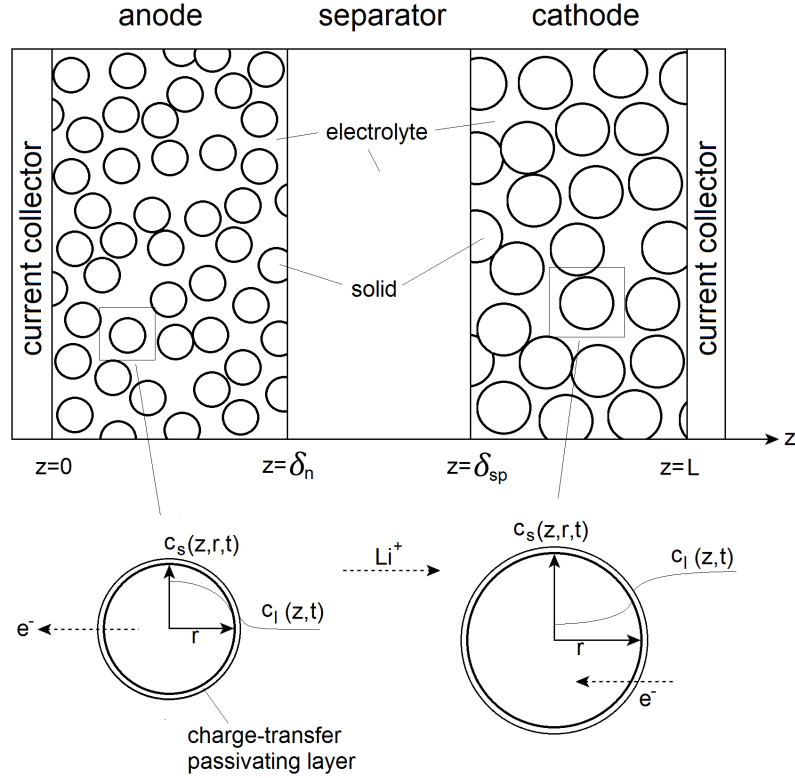 anode
separator
cathode
current collector
electrolyte
solid
current collector
z
z=0
z=δn
z=δsp
z=L
cs(z,r,t)
cl (z,t)
r
e-
Li+
cs(z,r,t)
cl (z,t)
r
e-
charge-transfer
passivating layer